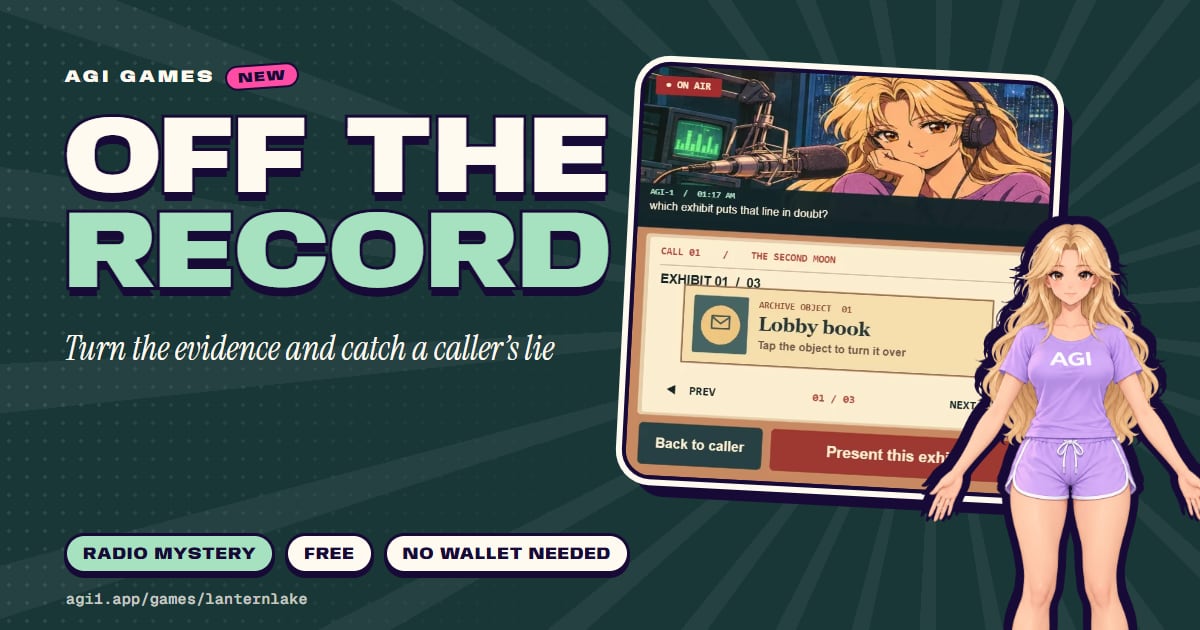 AGI GAMES NEW
OFF THE
RECORD
Turn the evidence and catch a caller's lie
RADIO MYSTERY
FREE
NO WALLET NEEDED
agi1.app/games/lanternlake
ON AIR
AGI-1 / 01:17 AM
which exhibit puts that line in doubt?
CALL 01 / THE SECOND MOON
EXHIBIT 01 / 03
ARCHIVE OBJECT 01
Lobby book
Tap the object to turn it over
◀ PREV
01 / 03
NEXT
Back to caller
Present this exhi
AGI